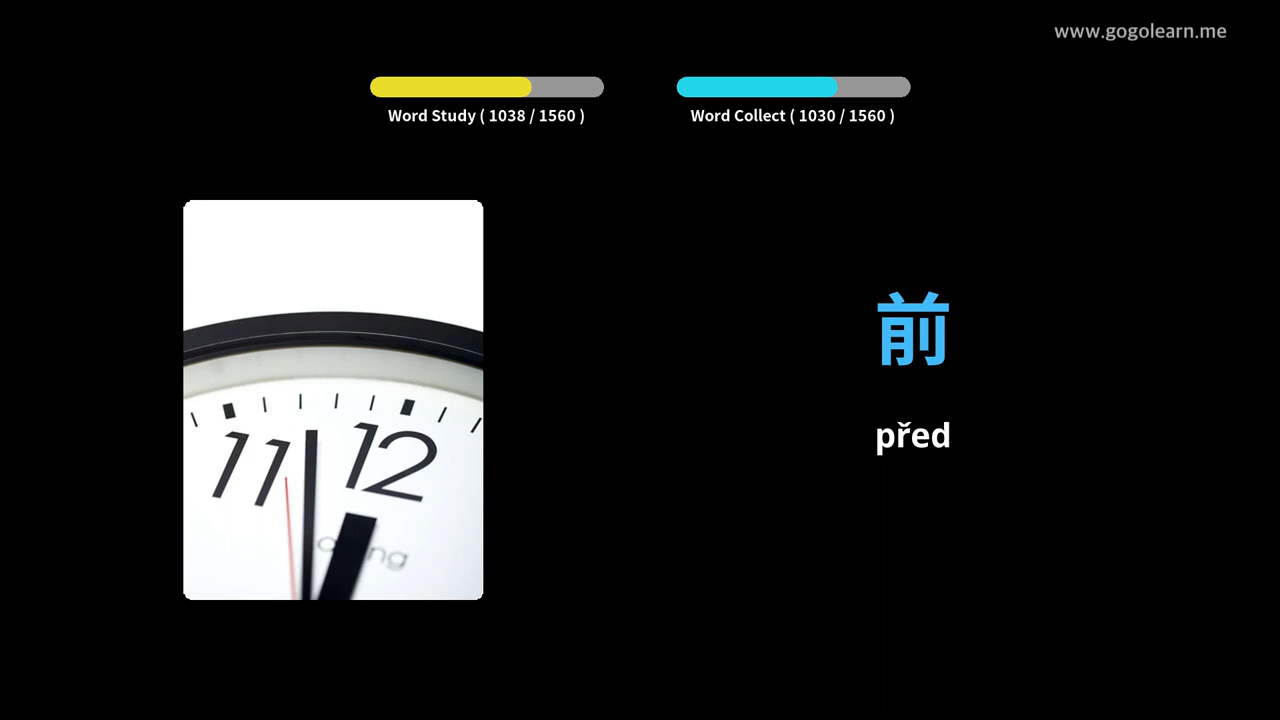 www.gogolearn.me
Word Study ( 1038 / 1560 )
Word Collect ( 1030 / 1560 )
11 12
前
před